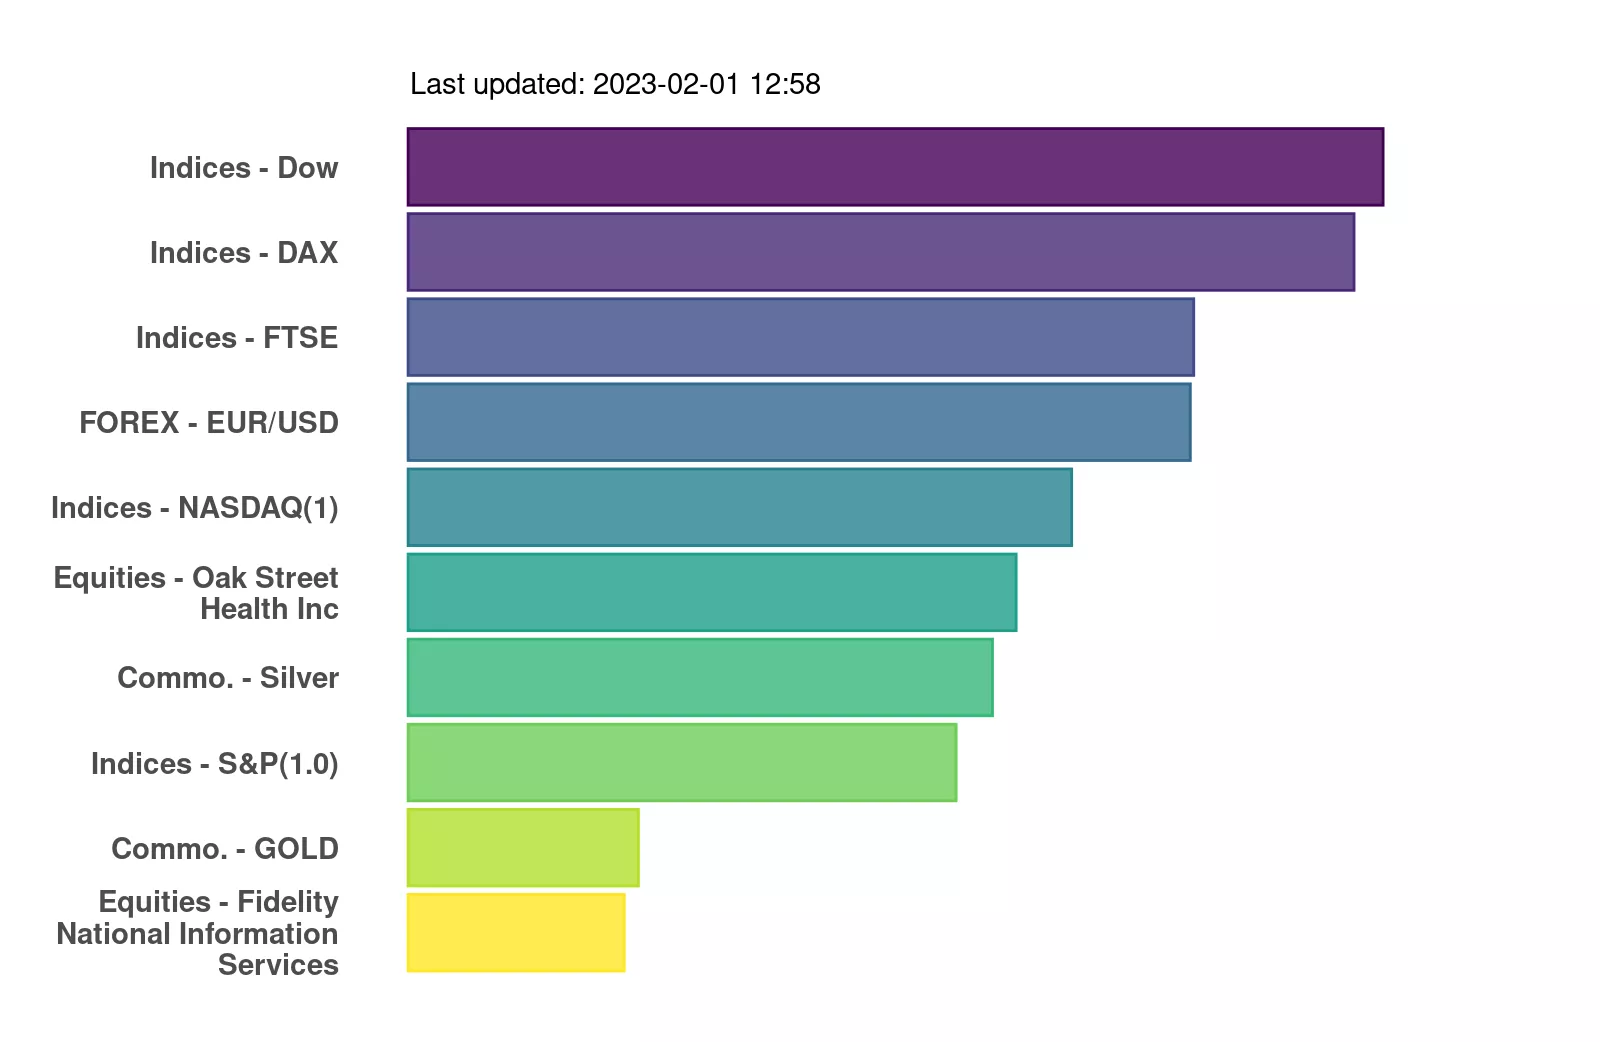 Last updated: 2023-02-01 12:58
Indices - Dow
Indices - DAX
Indices - FTSE
FOREX - EUR/USD
Indices - NASDAQ(1)
Equities - Oak Street
Health Inc
Commo. - Silver
Indices - S&P(1.0)
Commo. - GOLD
Equities - Fidelity
National Information
Services